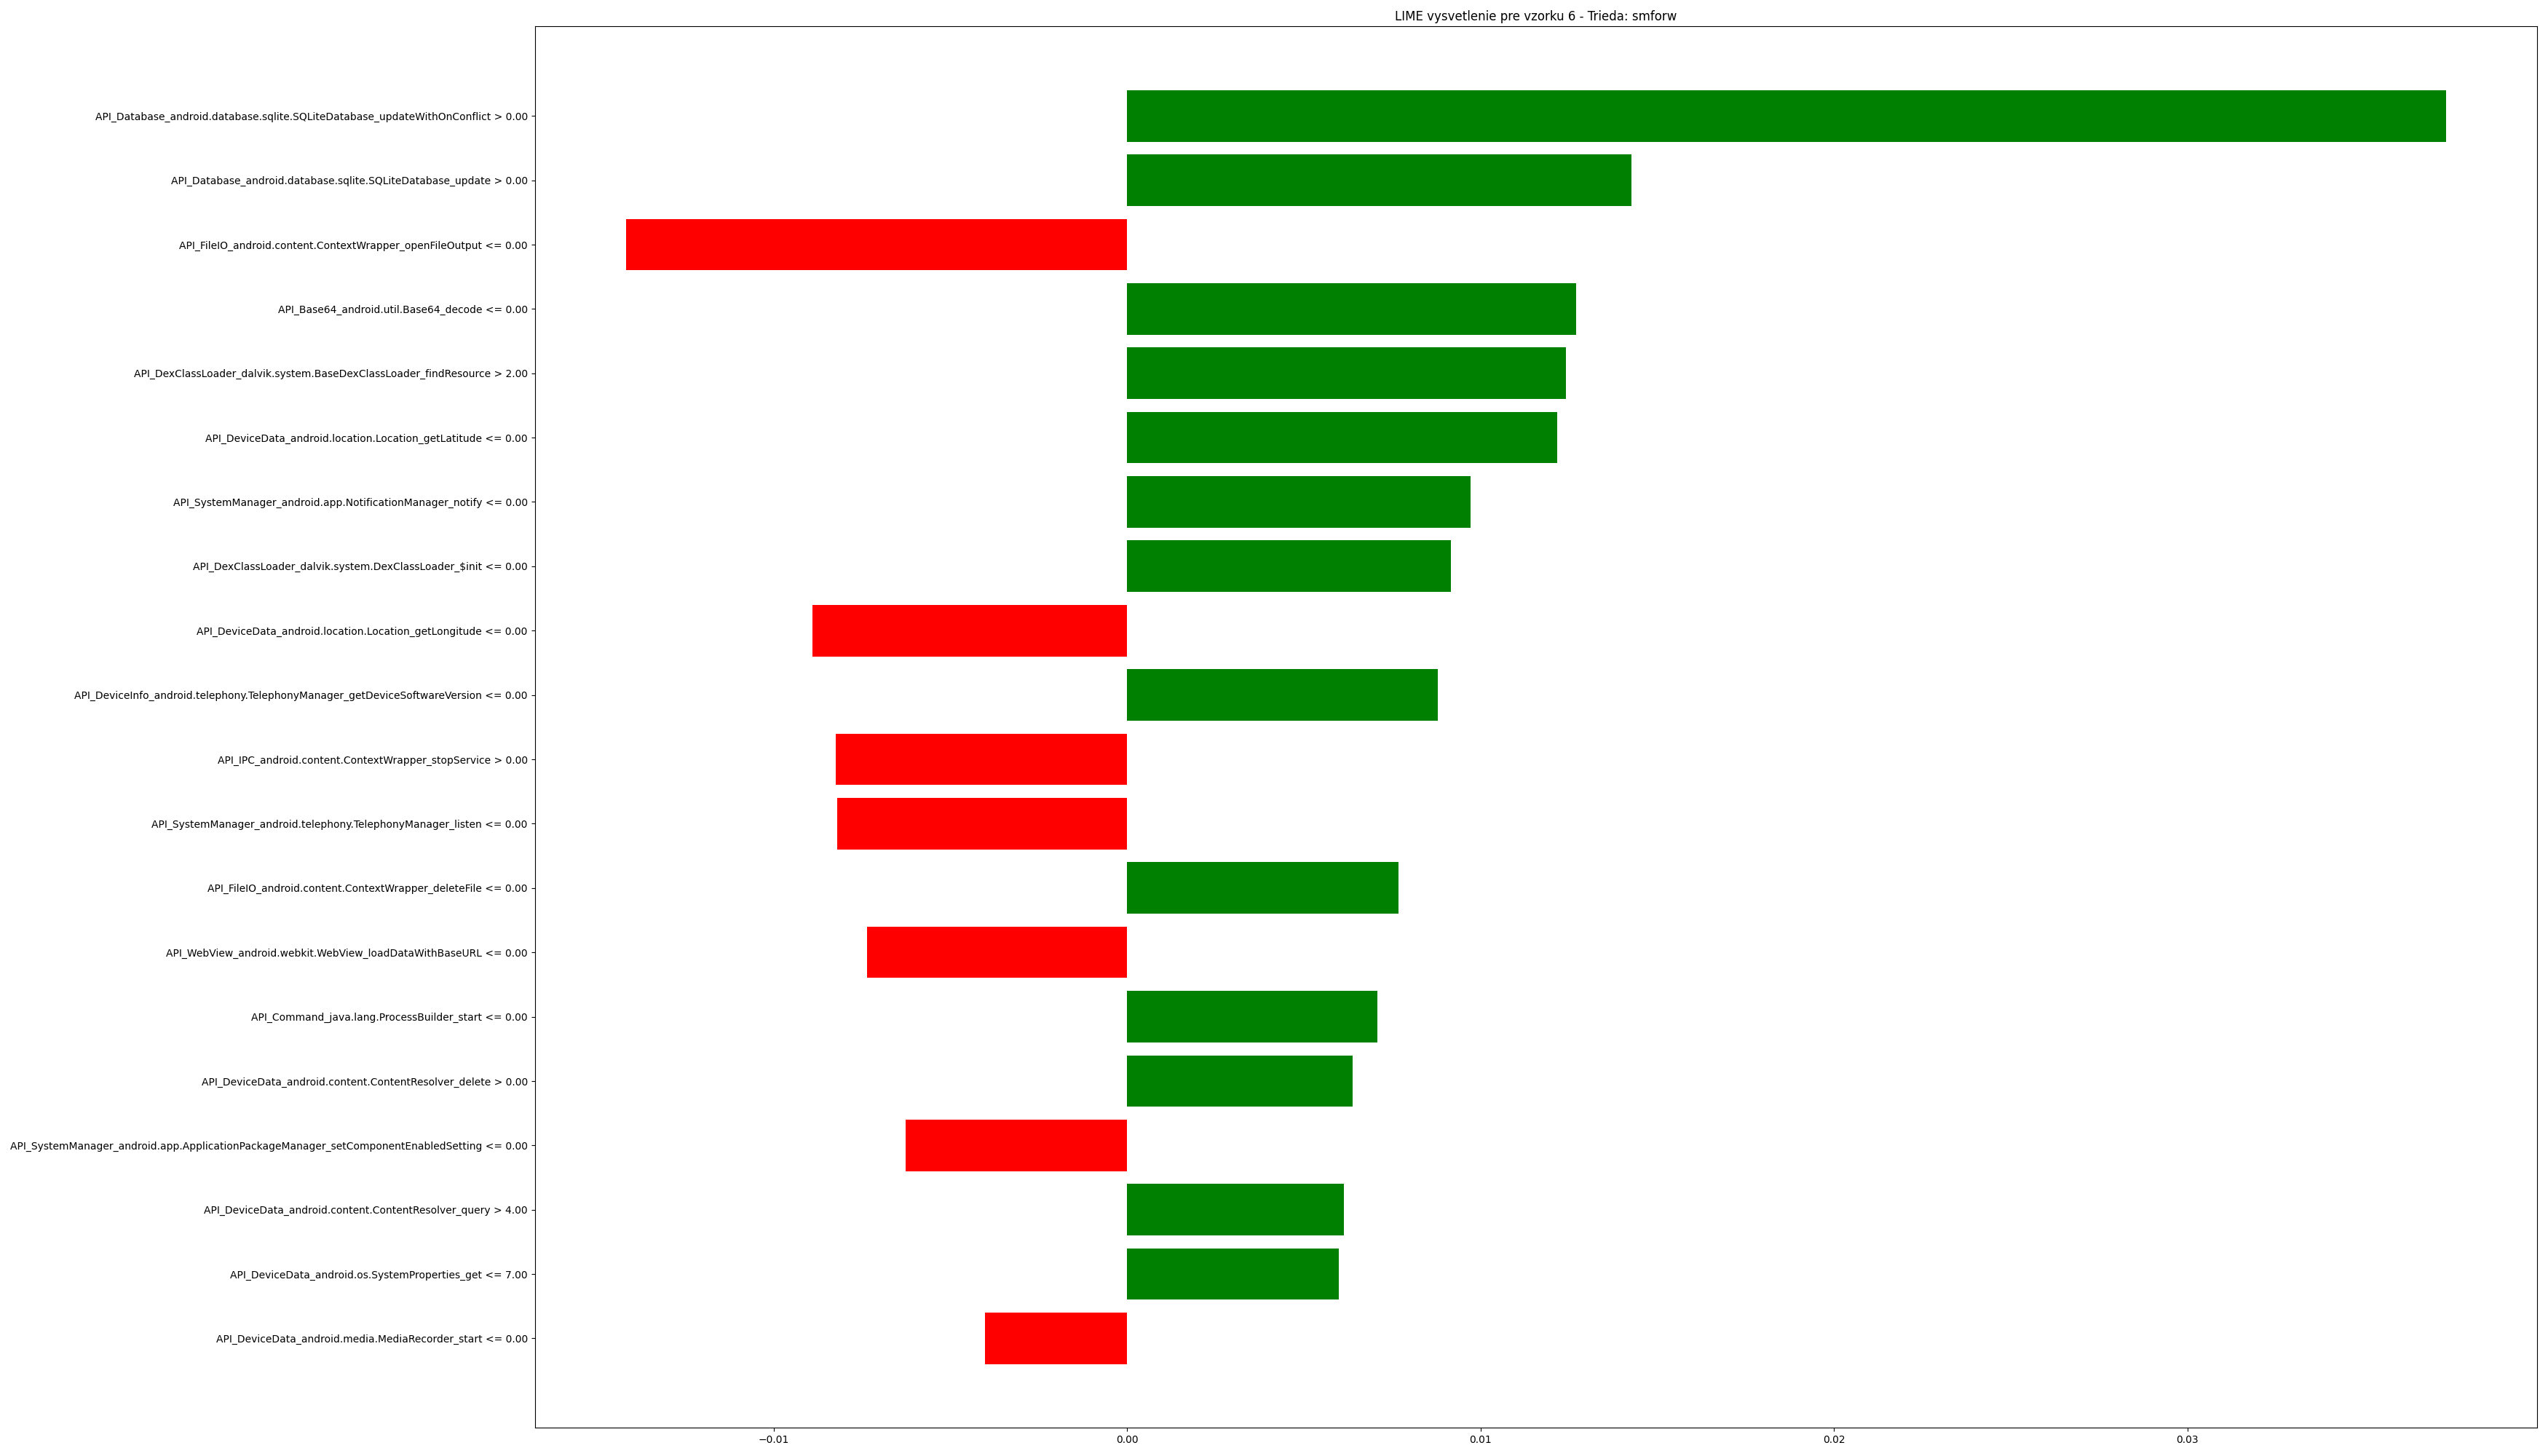 LIME vysvetlenie pre vzorku 6 - Trieda: smforw
API_Database_android.database.sqlite.SQLiteDatabase_updateWithOnConflict > 0.00
API_Database_android.database.sqlite.SQLiteDatabase_update > 0.00
API_FileIO_android.content.ContextWrapper_openFileOutput <= 0.00
API_Base64_android.util.Base64_decode <= 0.00
API_DexClassLoader_dalvik.system.BaseDexClassLoader_findResource > 2.00
API_DeviceData_android.location.Location_getLatitude <= 0.00
API_SystemManager_android.app.NotificationManager_notify <= 0.00
API_DexClassLoader_dalvik.system.DexClassLoader_$init <= 0.00
API_DeviceData_android.location.Location_getLongitude <= 0.00
API_DeviceInfo_android.telephony.TelephonyManager_getDeviceSoftwareVersion <= 0.00
API_IPC_android.content.ContextWrapper_stopService > 0.00
API_SystemManager_android.telephony.TelephonyManager_listen <= 0.00
API_FileIO_android.content.ContextWrapper_deleteFile <= 0.00
API_WebView_android.webkit.WebView_loadDataWithBaseURL <= 0.00
API_Command_java.lang.ProcessBuilder_start <= 0.00
API_DeviceData_android.content.ContentResolver_delete > 0.00
API_SystemManager_android.app.ApplicationPackageManager_setComponentEnabledSetting <= 0.00
API_DeviceData_android.content.ContentResolver_query > 4.00
API_DeviceData_android.os.SystemProperties_get <= 7.00
API_DeviceData_android.media.MediaRecorder_start <= 0.00
−0.01 0.00 0.01 0.02 0.03